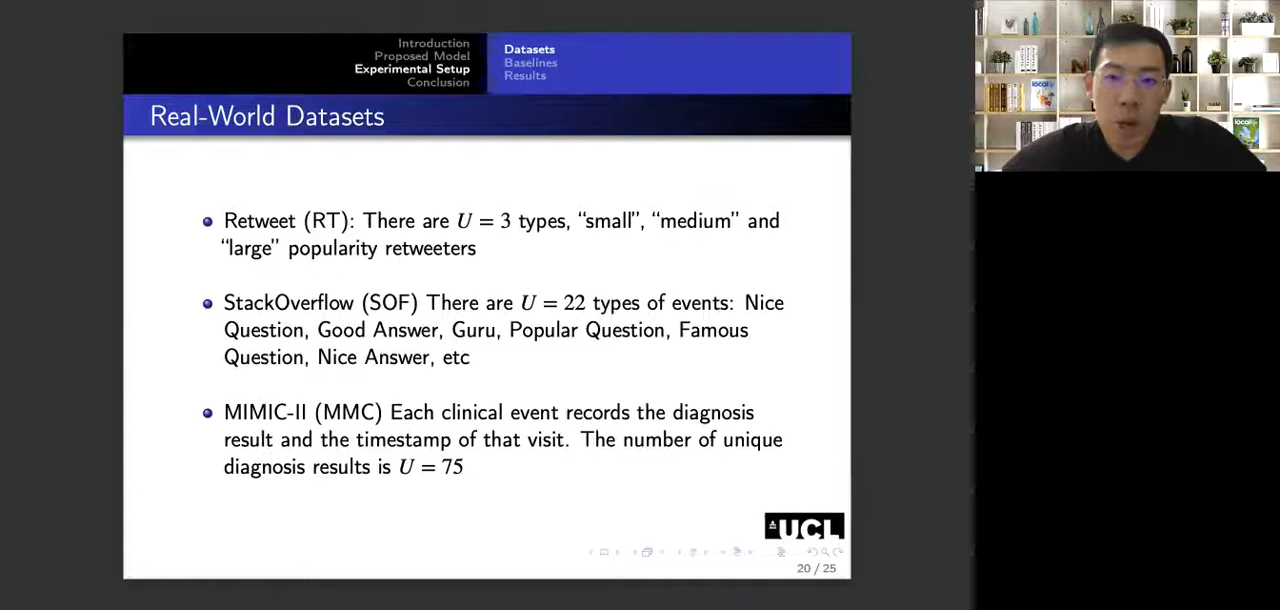 Introduction
Proposed Model
Experimental Setup
Conclusion
Datasets
Baselines
Results
Real-World Datasets
Retweet (RT): There are U = 3 types, “small”, “medium” and
“large” popularity retweeters
StackOverflow (SOF) There are U = 22 types of events: Nice
Question, Good Answer, Guru, Popular Question, Famous
Question, Nice Answer, etc
MIMIC-II (MMC) Each clinical event records the diagnosis
result and the timestamp of that visit. The number of unique
diagnosis results is U = 75
UCL
20 / 25